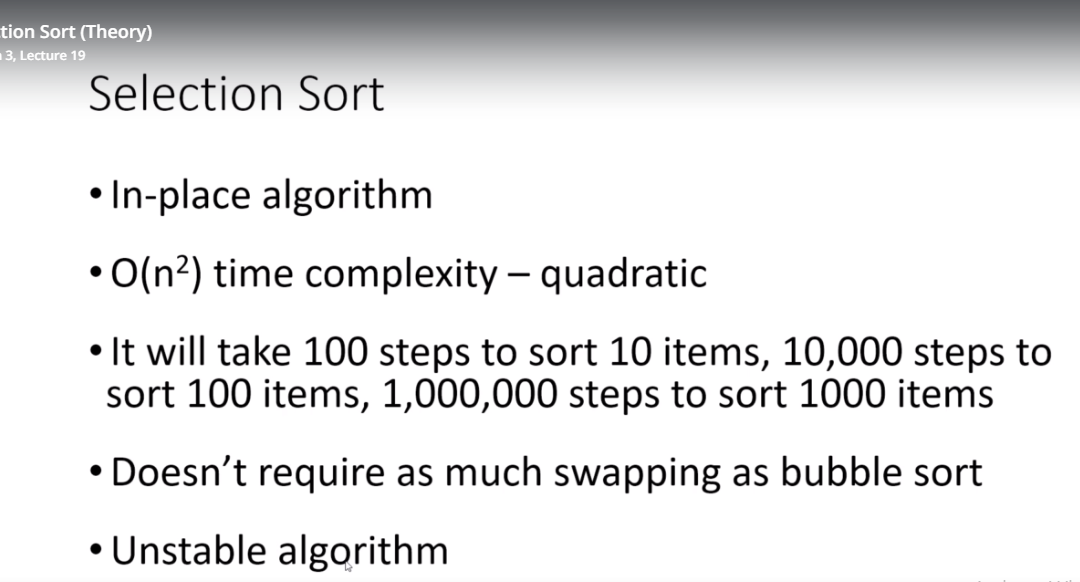 tion Sort (Theory)
3, Lecture 19
Selection Sort
• In-place algorithm
• O(n²) time complexity – quadratic
• It will take 100 steps to sort 10 items, 10,000 steps to
sort 100 items, 1,000,000 steps to sort 1000 items
• Doesn’t require as much swapping as bubble sort
• Unstable algorithm